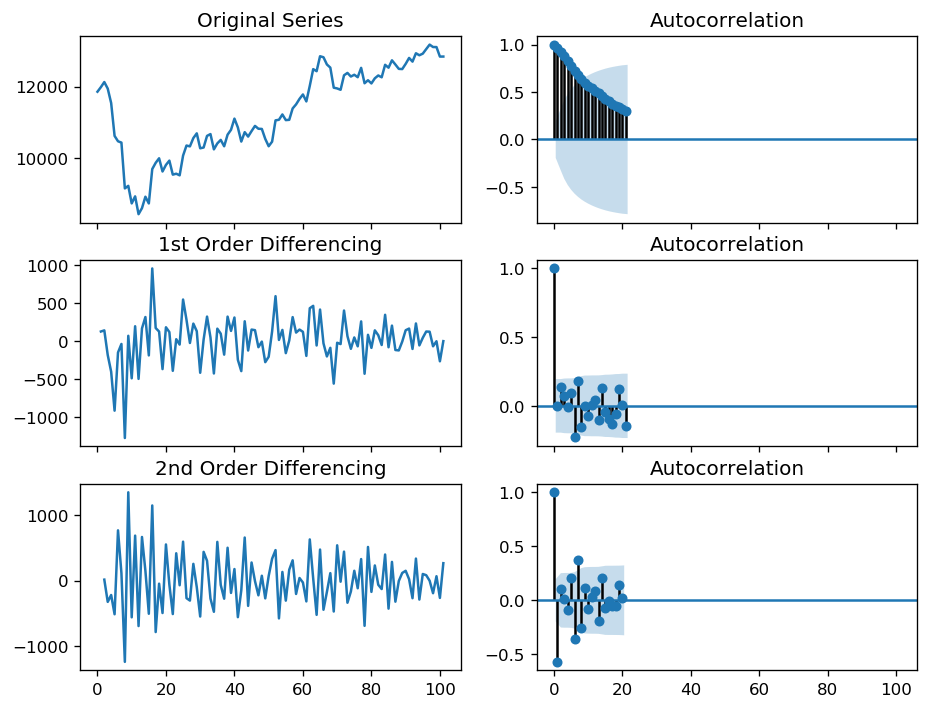 Original Series
Autocorrelation
12000
10000
1.0
0.5
0.0
−0.5
1st Order Differencing
Autocorrelation
1000
500
0
−500
−1000
1.0
0.5
0.0
2nd Order Differencing
Autocorrelation
1000
0
−1000
1.0
0.5
0.0
−0.5
0 20 40 60 80 100
0 20 40 60 80 100